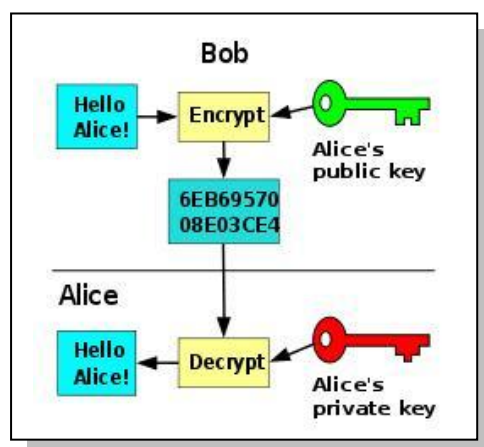 Bob
Hello
Alice!
Encrypt
Alice's
public key
6EB69570
08E03CE4
Alice
Hello
Alice!
Decrypt
Alice's
private key